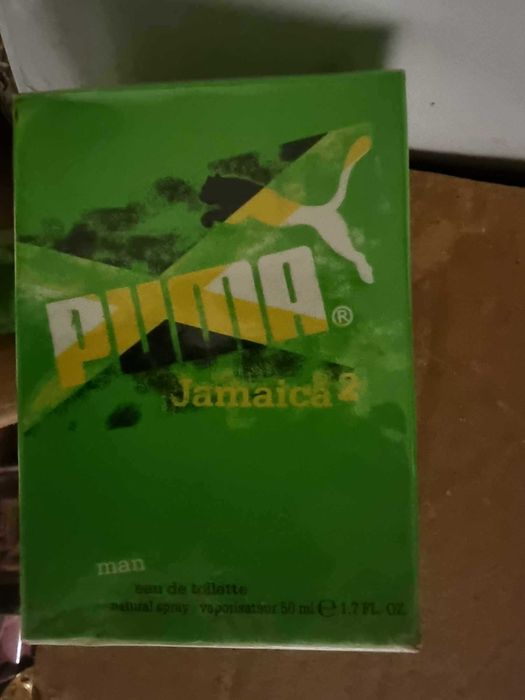 PUMA®
Jamaica 2
man
eau de toilette
natural spray · vaporisateur 50 ml ℮ 1.7 FL. OZ.